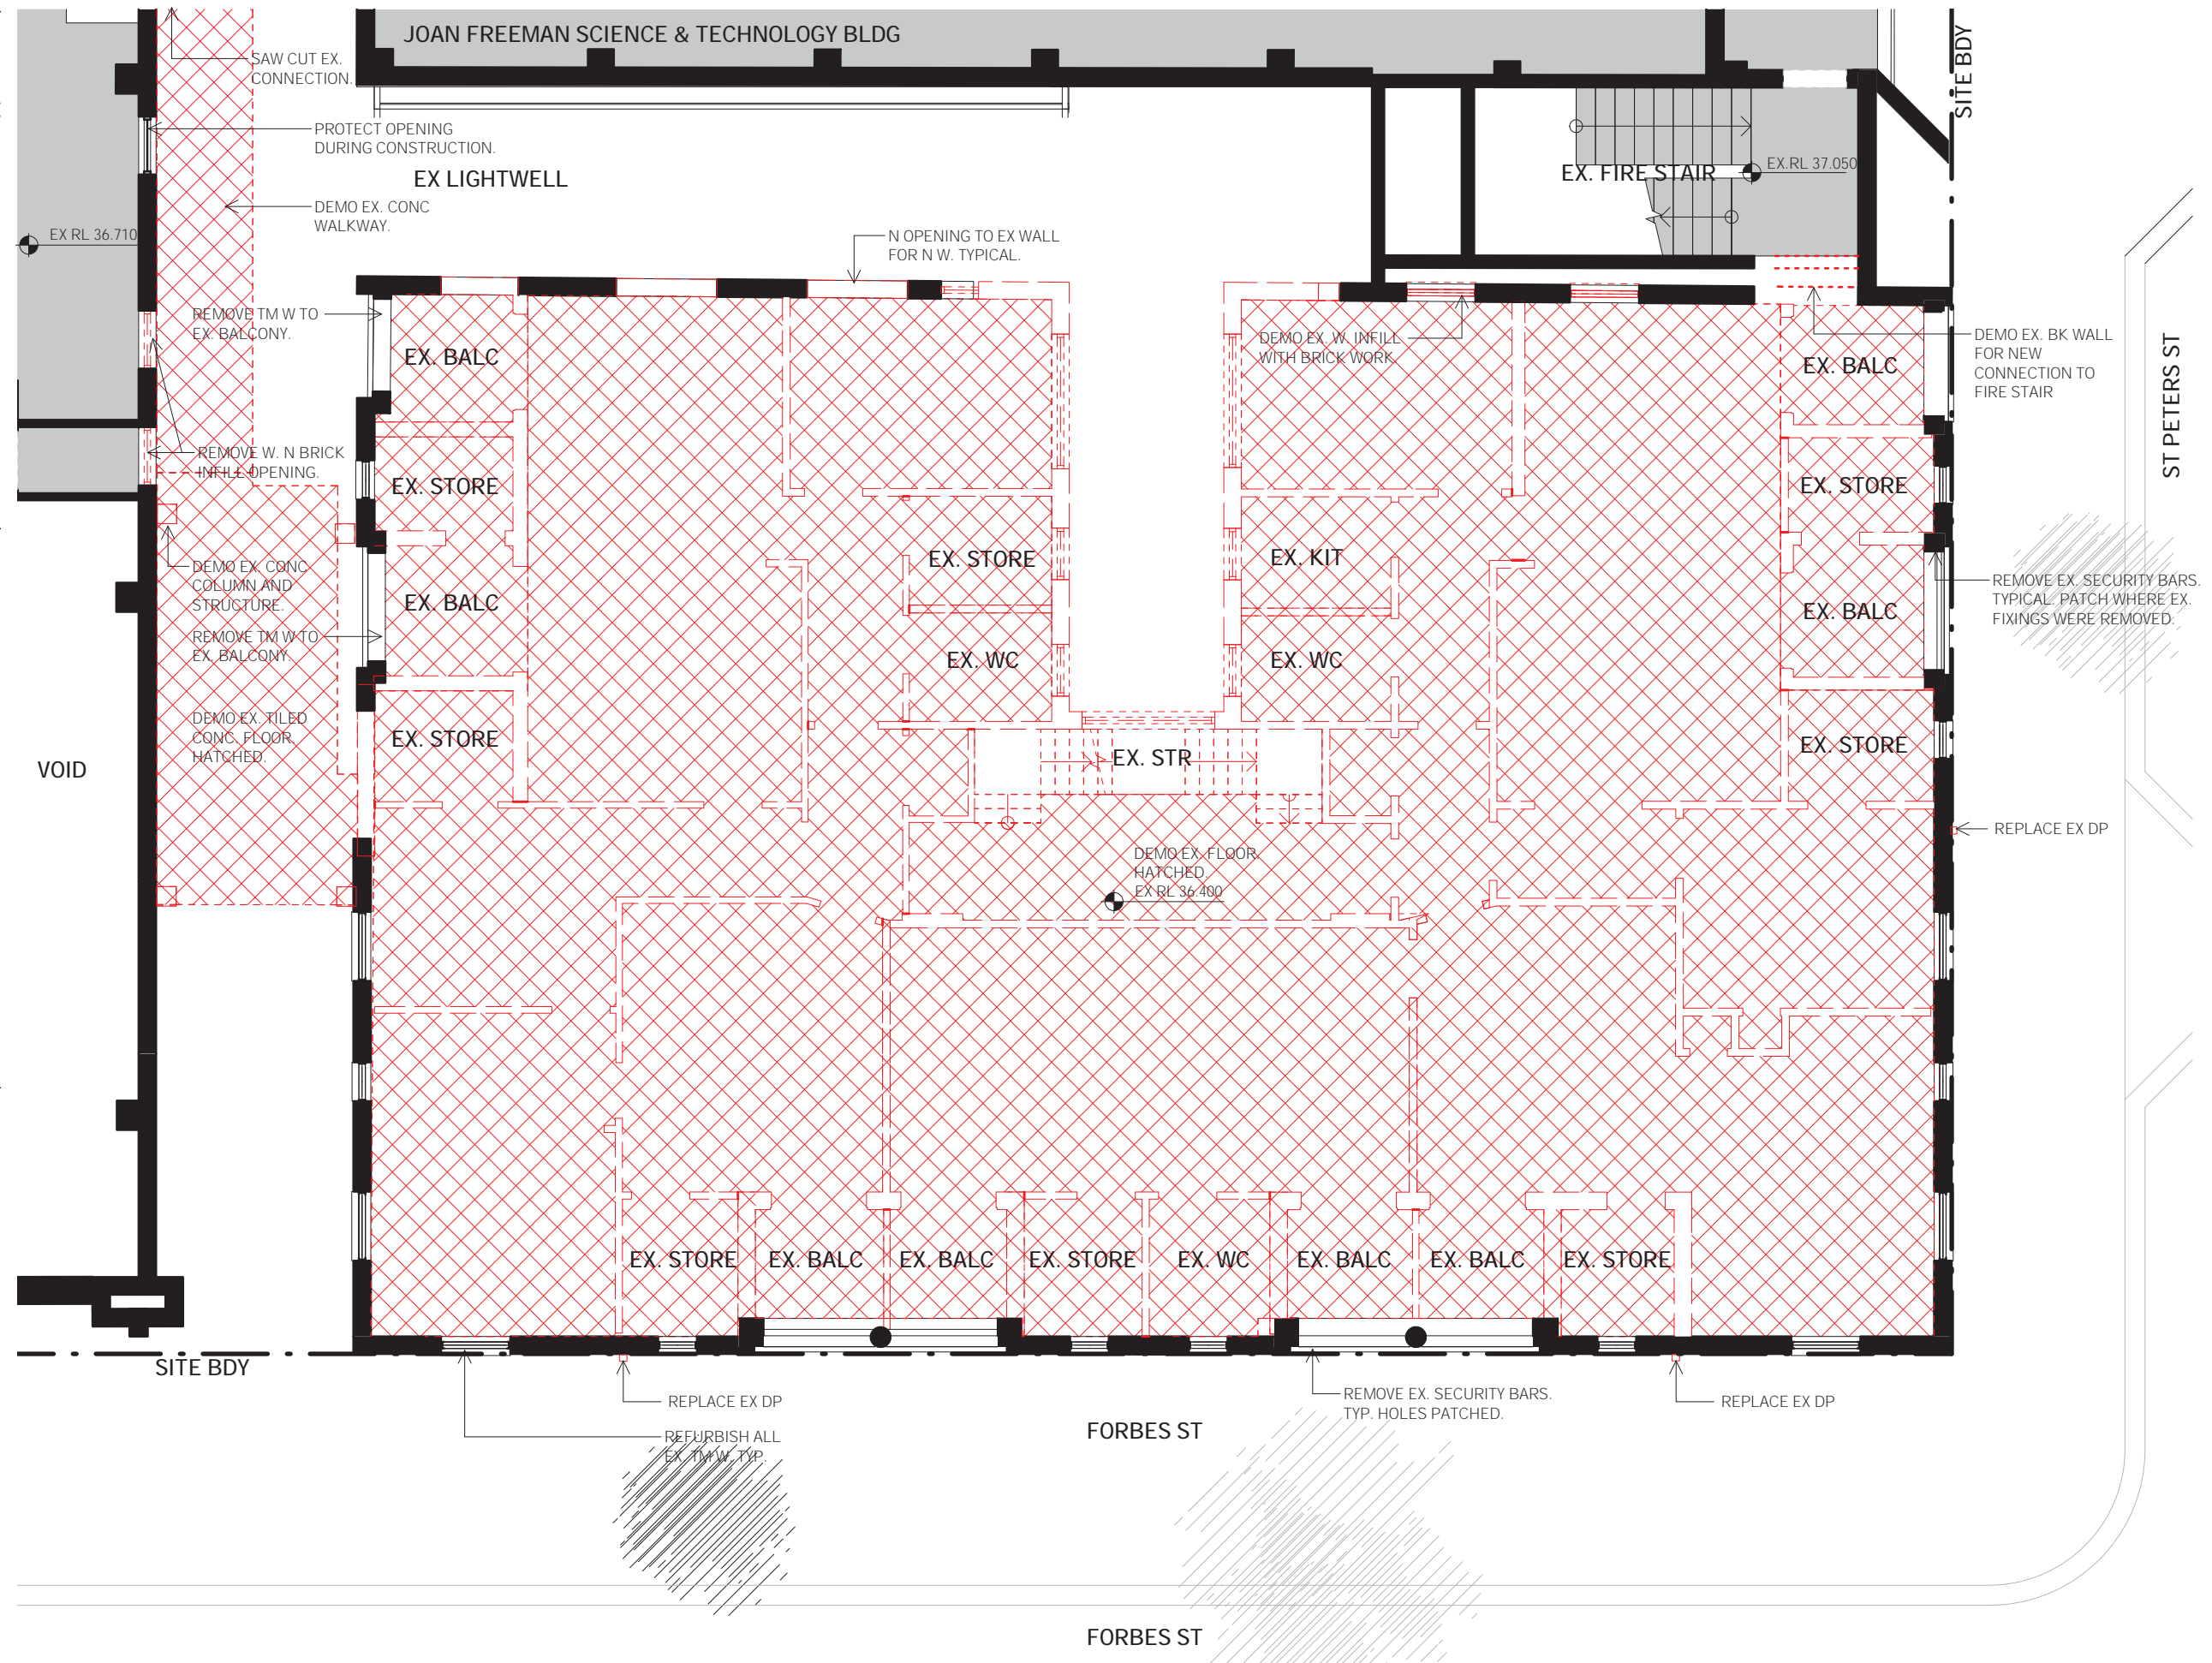 JOAN FREEMAN SCIENCE & TECHNOLOGY BLDG
SAW CUT EX.
CONNECTION.
SITE BDY
PROTECT OPENING
DURING CONSTRUCTION.
EX LIGHTWELL
EX. FIRE STAIR
EX.RL 37.050
DEMO EX. CONC
WALKWAY.
EX RL 36.710
N OPENING TO EX WALL
FOR N W. TYPICAL.
REMOVE TM W TO
EX. BALCONY.
EX. BALC
DEMO EX. W. INFILL
WITH BRICK WORK.
EX. BALC
DEMO EX. BK WALL
FOR NEW
CONNECTION TO
FIRE STAIR
ST PETERS ST
REMOVE W. N BRICK
INFILL OPENING.
EX. STORE
EX. STORE
DEMO EX. CONC
COLUMN AND
STRUCTURE.
EX. STORE
EX. KIT
REMOVE EX. SECURITY BARS.
TYPICAL. PATCH WHERE EX.
FIXINGS WERE REMOVED.
EX. BALC
EX. BALC
REMOVE TM W TO
EX. BALCONY.
EX. WC
EX. WC
DEMO EX. TILED
CONC. FLOOR.
HATCHED.
EX. STORE
EX. STR
EX. STORE
VOID
REPLACE EX DP
DEMO EX. FLOOR.
HATCHED.
EX RL 36.400
EX. STORE
EX. BALC
EX. BALC
EX. STORE
EX. WC
EX. BALC
EX. BALC
EX. STORE
SITE BDY
REPLACE EX DP
REMOVE EX. SECURITY BARS.
TYP. HOLES PATCHED.
REPLACE EX DP
REFURBISH ALL
EX. TM W. TYP.
FORBES ST
FORBES ST